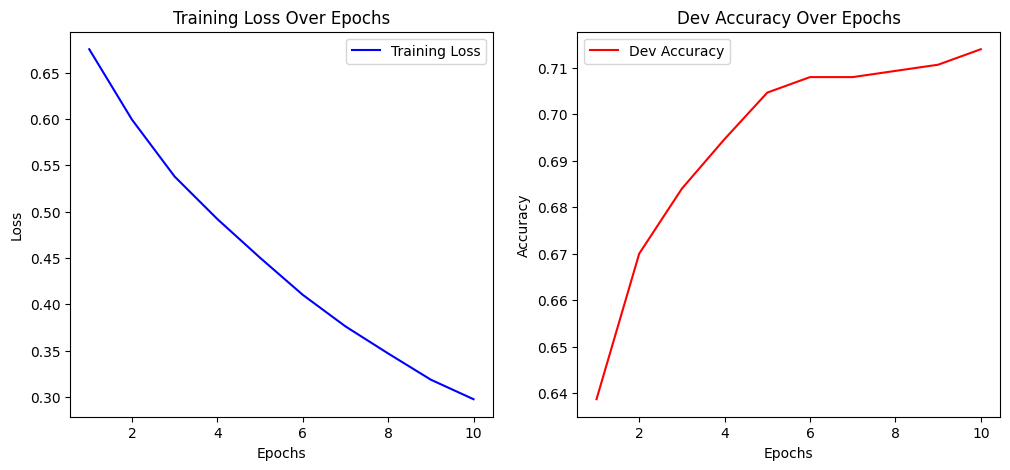 Training Loss Over Epochs
Training Loss
0.65
0.60
0.55
0.50
0.45
0.40
0.35
0.30
Loss
2 4 6 8 10
Epochs
Dev Accuracy Over Epochs
Dev Accuracy
0.71
0.70
0.69
0.68
0.67
0.66
0.65
0.64
Accuracy
2 4 6 8 10
Epochs